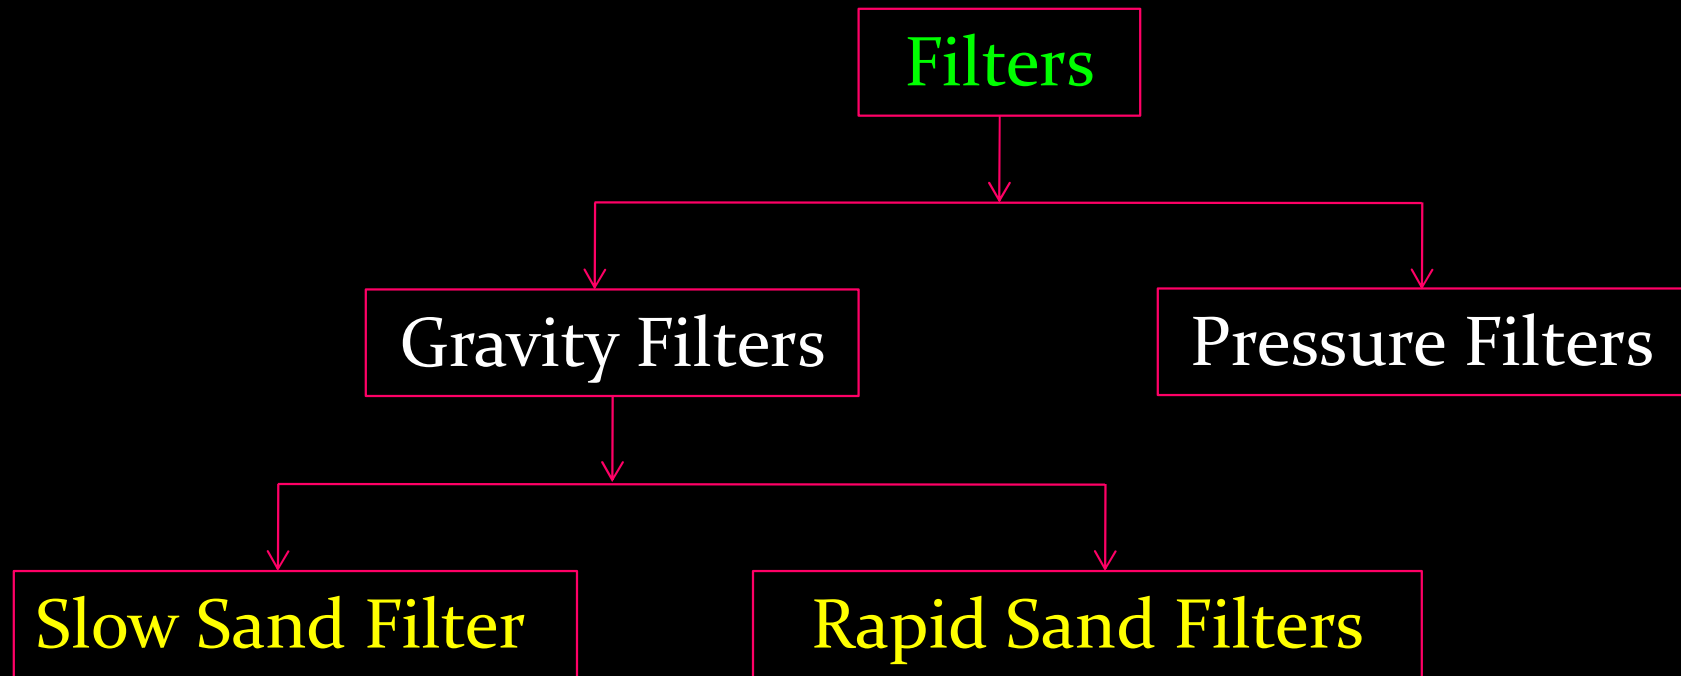 Filters
Gravity Filters
Pressure Filters
Slow Sand Filter
Rapid Sand Filters